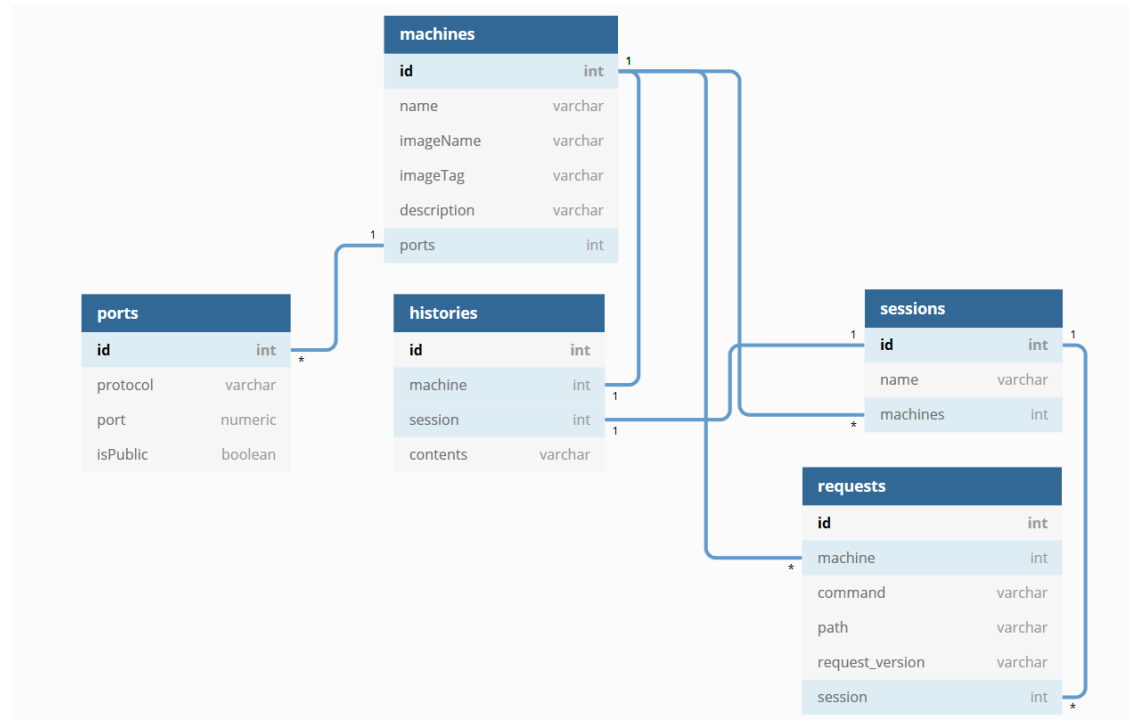 machines
id int
name varchar
imageName varchar
imageTag varchar
description varchar
ports int
1
1
ports
id int
protocol varchar
port numeric
isPublic boolean
*
histories
id int
machine int
session int
contents varchar
1
1
sessions
id int
name varchar
machines int
1
1
*
requests
id int
machine int
command varchar
path varchar
request_version varchar
session int
*
*